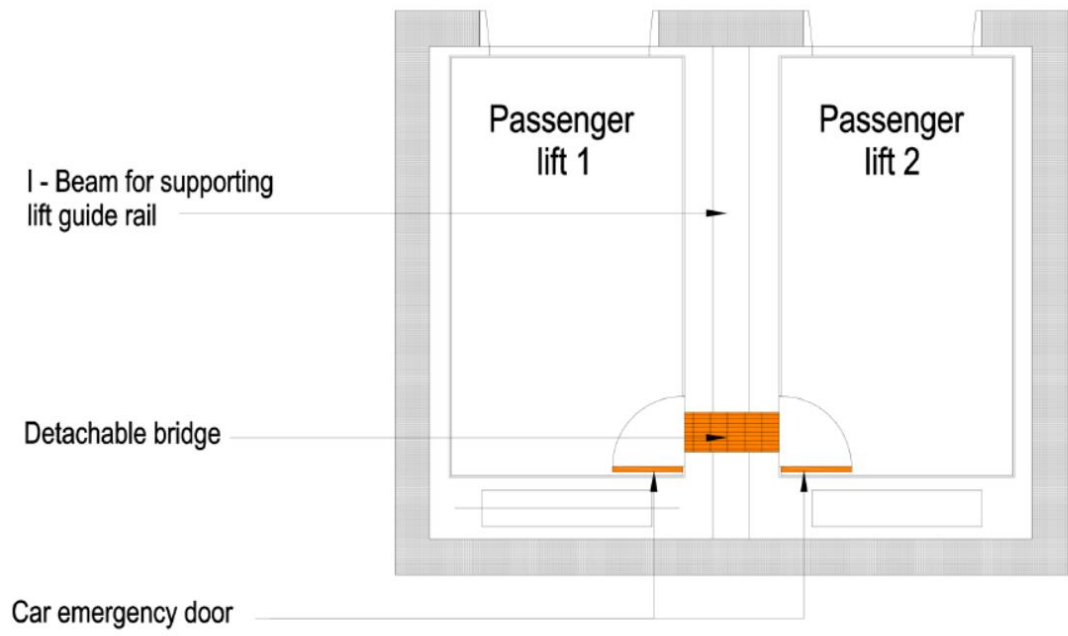 Passenger
lift 1
Passenger
lift 2
I - Beam for supporting
lift guide rail
Detachable bridge
Car emergency door